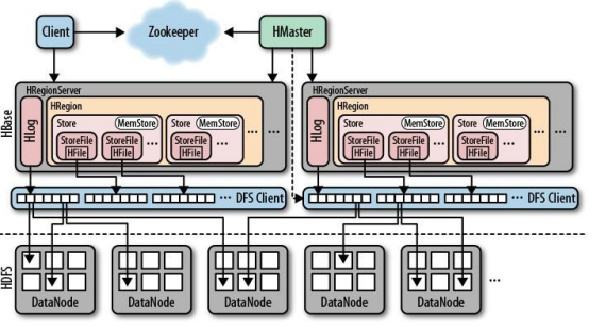 Client
Zookeeper
HMaster
HBase
HRegionServer
HLog
HRegion
Store
MemStore
StoreFile
HFile
StoreFile
HFile
...
Store
MemStore
StoreFile
HFile
...
...
...
HRegionServer
HLog
HRegion
Store
MemStore
StoreFile
HFile
StoreFile
HFile
...
Store
MemStore
StoreFile
HFile
...
...
...
... DFS Client
... DFS Client
HDFS
DataNode
DataNode
DataNode
DataNode
DataNode
...